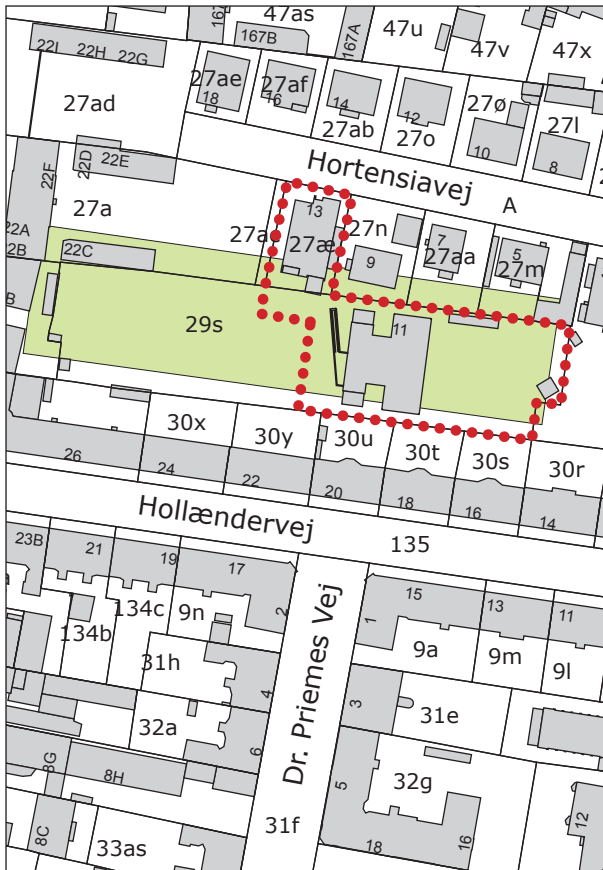 167
47as
167B
167A
47u
47v
47x
22I
22H
22G
27ae
18
27af
16
14
27ab
12
27o
27ø
10
27l
8
27ad
Hortensiavej
A
22F
22D
22E
27a
22A
22B
22C
27a
13
27æ
27n
9
7
27aa
5
27m
B
29s
11
30x
30y
30u
30t
30s
30r
26
24
22
20
18
16
14
Hollændervej
135
23B
21
19
17
2
134b
134c
9n
31h
4
32a
6
8G
8H
8C
33as
Dr. Priemes Vej
31f
15
1
13
11
9a
9m
9l
3
31e
5
32g
18
16
12